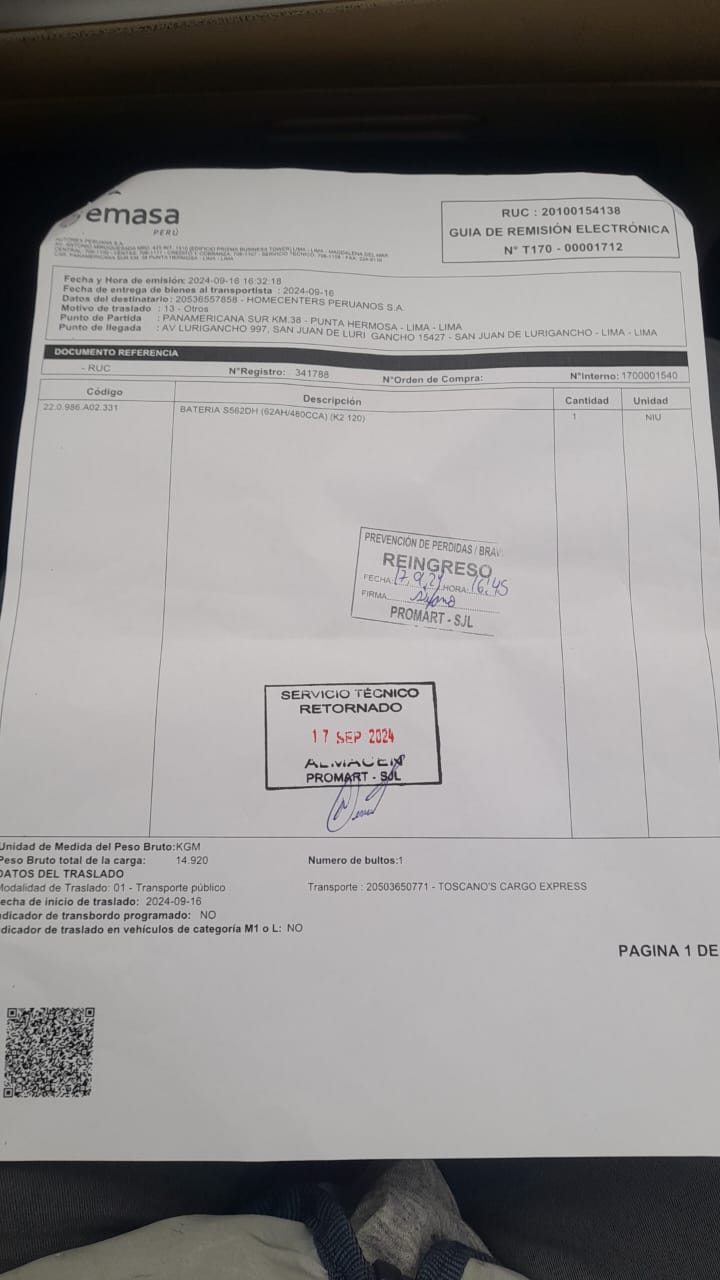 emasa
PERÚ
RUC : 20100154138
GUIA DE REMISIÓN ELECTRÓNICA
N° T170 - 00001712
AUTOREX PERUANA S.A.
Fecha y Hora de emisión: 2024-09-16 16:32:18
Fecha de entrega de bienes al transportista : 2024-09-16
Datos del destinatario: 20536557858 - HOMECENTERS PERUANOS S.A.
Motivo de traslado : 13 - Otros
Punto de Partida : PANAMERICANA SUR KM.38 - PUNTA HERMOSA - LIMA - LIMA
Punto de llegada : AV LURIGANCHO 997, SAN JUAN DE LURI GANCHO 15427 - SAN JUAN DE LURIGANCHO - LIMA - LIMA
DOCUMENTO REFERENCIA
- RUC N°Registro: 341788 N°Orden de Compra: N°Interno: 1700001540
Código Descripción Cantidad Unidad
22.0.986.A02.331 BATERIA S562DH (62AH/480CCA) (K2 120) 1 NIU
PREVENCIÓN DE PERDIDAS / BRAV
REINGRESO
FECHA: 17,9,24 HORA: 16:45
FIRMA
PROMART - SJL
SERVICIO TÉCNICO
RETORNADO
17 SEP 2024
ALMACEN
PROMART - SJL
Unidad de Medida del Peso Bruto:KGM
Peso Bruto total de la carga: 14.920 Numero de bultos:1
DATOS DEL TRASLADO
Modalidad de Traslado: 01 - Transporte público Transporte : 20503650771 - TOSCANO'S CARGO EXPRESS
echa de inicio de traslado: 2024-09-16
dicador de transbordo programado: NO
dicador de traslado en vehículos de categoría M1 o L: NO
PAGINA 1 DE